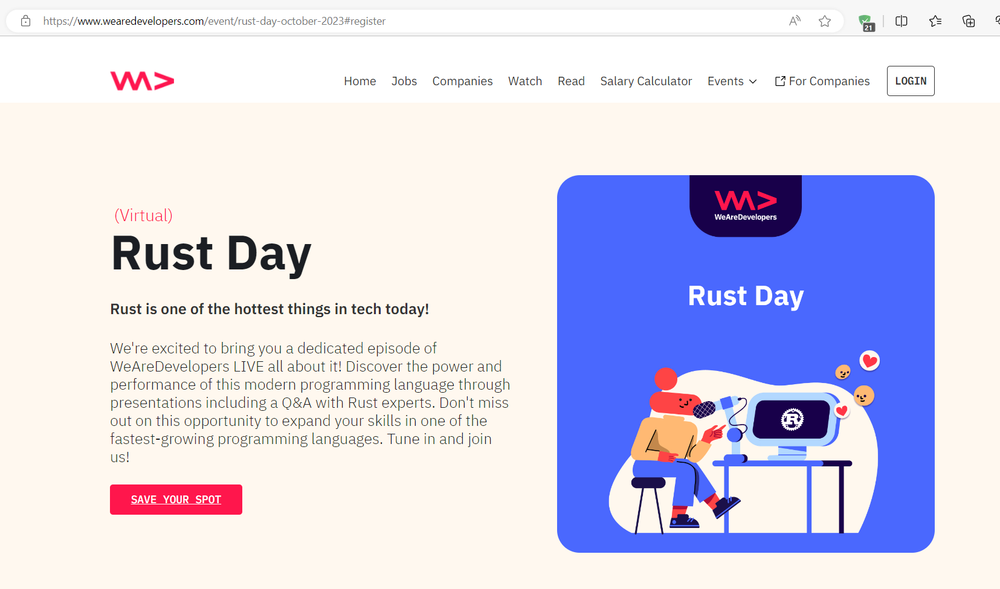 https://www.wearedevelopers.com/event/rust-day-october-2023#register
21
Home Jobs Companies Watch Read Salary Calculator Events For Companies LOGIN
(Virtual)
Rust Day
Rust is one of the hottest things in tech today!
We're excited to bring you a dedicated episode of
WeAreDevelopers LIVE all about it! Discover the power and
performance of this modern programming language through
presentations including a Q&A with Rust experts. Don't miss
out on this opportunity to expand your skills in one of the
fastest-growing programming languages. Tune in and join
us!
SAVE YOUR SPOT
WeAreDevelopers
Rust Day
R